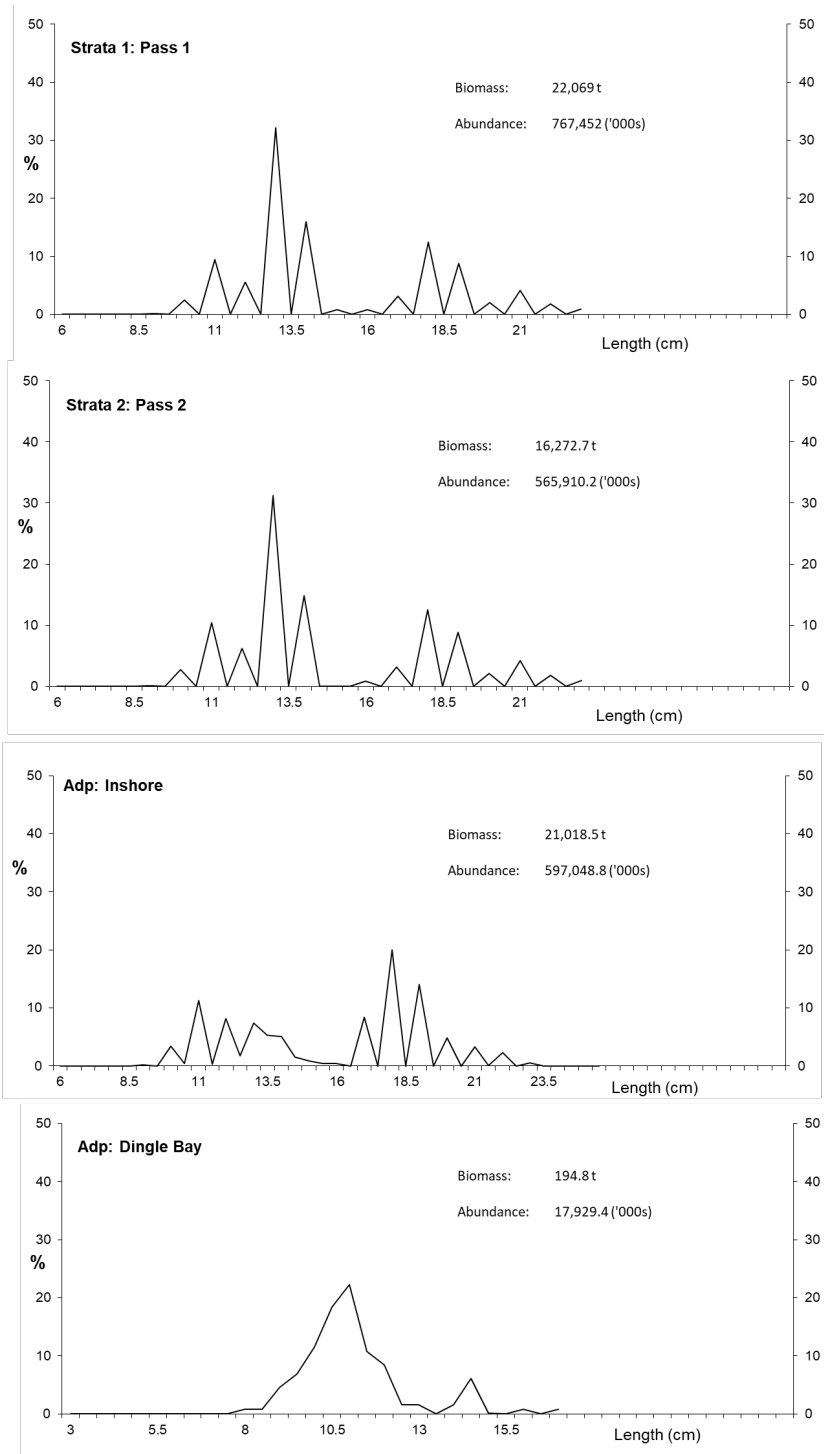 50 50
Strata 1: Pass 1
40 40
Biomass: 22,069 t
Abundance: 767,452 ('000s)
30 30
%
20 20
10 10
0 0
6 8.5 11 13.5 16 18.5 21
Length (cm)
50 50
Strata 2: Pass 2
40 40
Biomass: 16,272.7 t
Abundance: 565,910.2 ('000s)
30 30
%
20 20
10 10
0 0
6 8.5 11 13.5 16 18.5 21
Length (cm)
50 50
Adp: Inshore
40 40
Biomass: 21,018.5 t
Abundance: 597,048.8 ('000s)
%
30 30
20 20
10 10
0 0
6 8.5 11 13.5 16 18.5 21 23.5
Length (cm)
50 50
Adp: Dingle Bay
40 40
Biomass: 194.8 t
Abundance: 17,929.4 ('000s)
30 30
%
20 20
10 10
0 0
3 5.5 8 10.5 13 15.5
Length (cm)